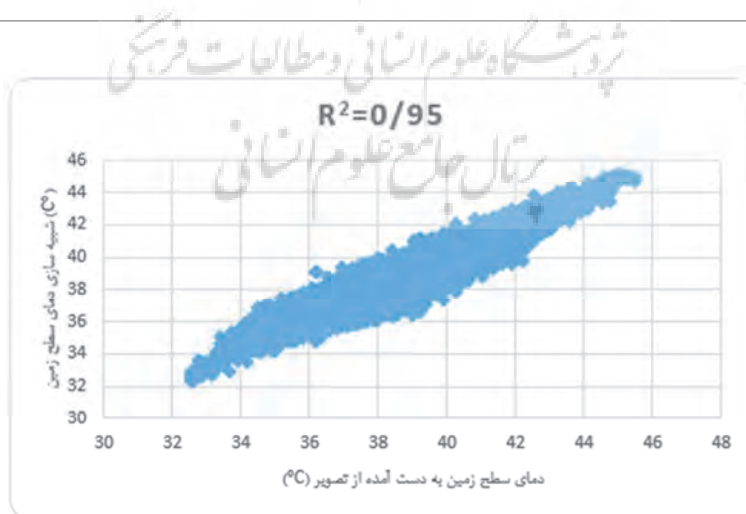 پژوهشگاه علوم انسانی و مطالعات فرهنگی
R²=0/95
پرتال جامع علوم انسانی
46
44
42
40
38
36
34
32
30
شبیه سازی دمای سطح زمین (C°)
30 32 34 36 38 40 42 44 46 48
دمای سطح زمین به دست آمده از تصویر (°C)